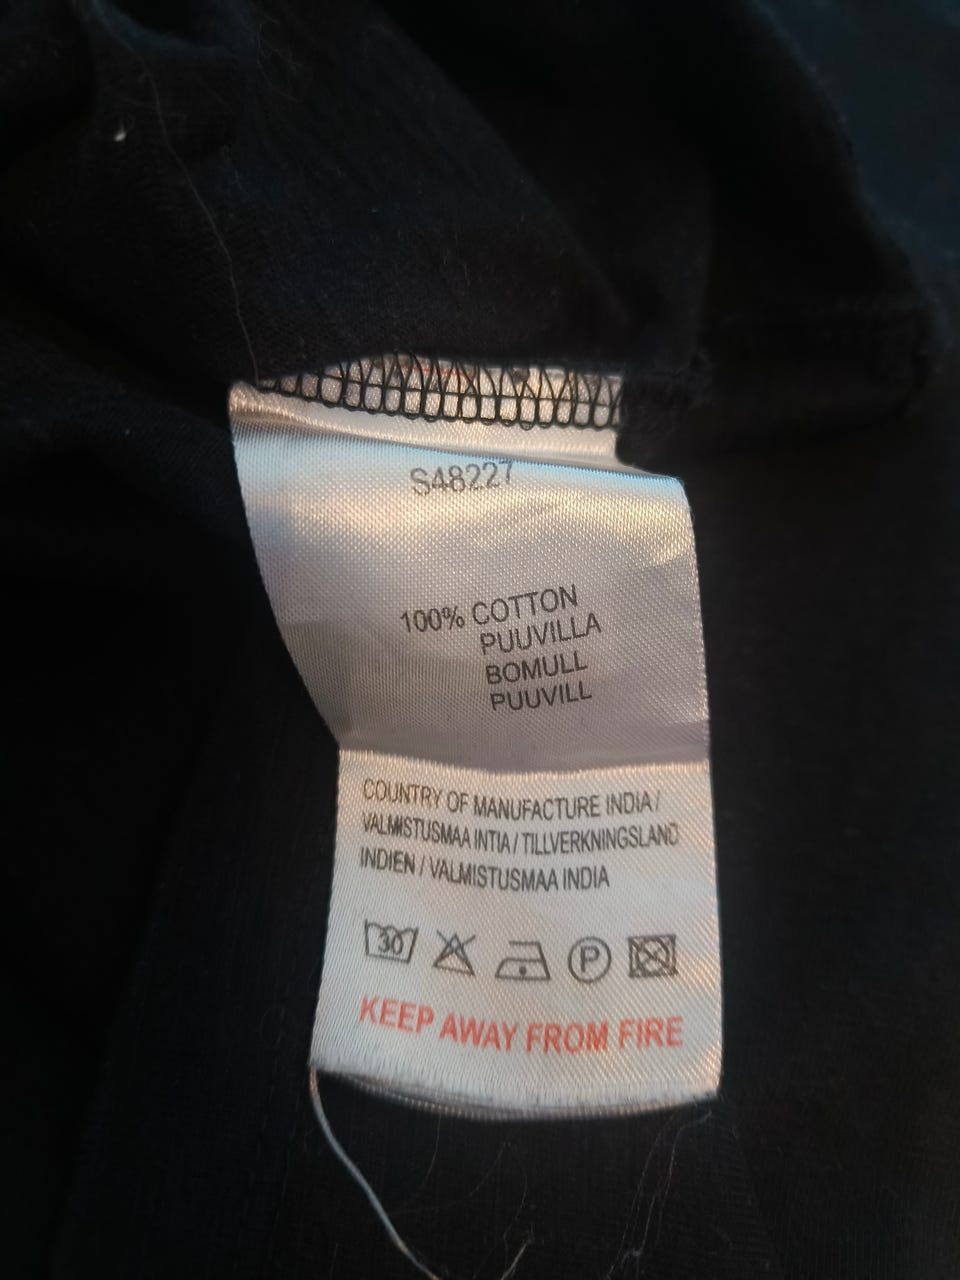 S48227
100% COTTON
PUUVILLA
BOMULL
PUUVILL
COUNTRY OF MANUFACTURE INDIA /
VALMISTUSMAA INTIA / TILLVERKNINGSLAND
INDIEN / VALMISTUSMAA INDIA
30 P
KEEP AWAY FROM FIRE